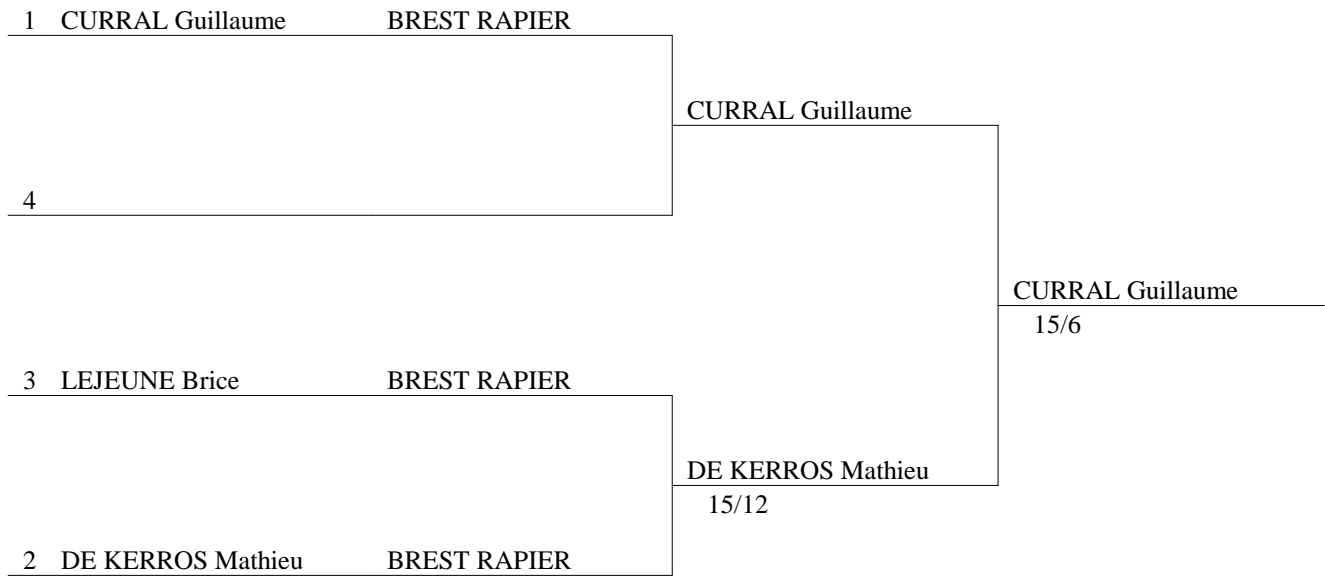 1 CURRAL Guillaume BREST RAPIER
CURRAL Guillaume
4
CURRAL Guillaume
15/6
3 LEJEUNE Brice BREST RAPIER
DE KERROS Mathieu
15/12
2 DE KERROS Mathieu BREST RAPIER